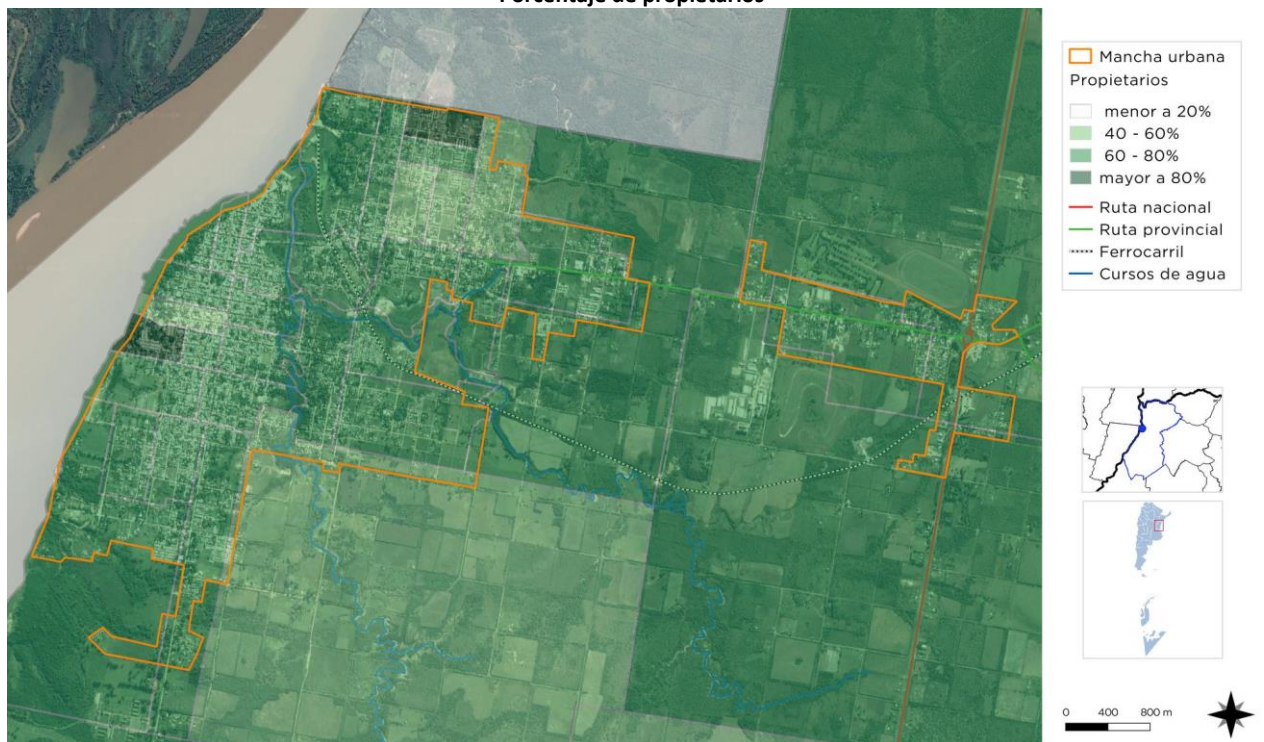 Porcentaje de propietarios
Mancha urbana
Propietarios
menor a 20%
40 - 60%
60 - 80%
mayor a 80%
Ruta nacional
Ruta provincial
Ferrocarril
Cursos de agua
0 400 800 m